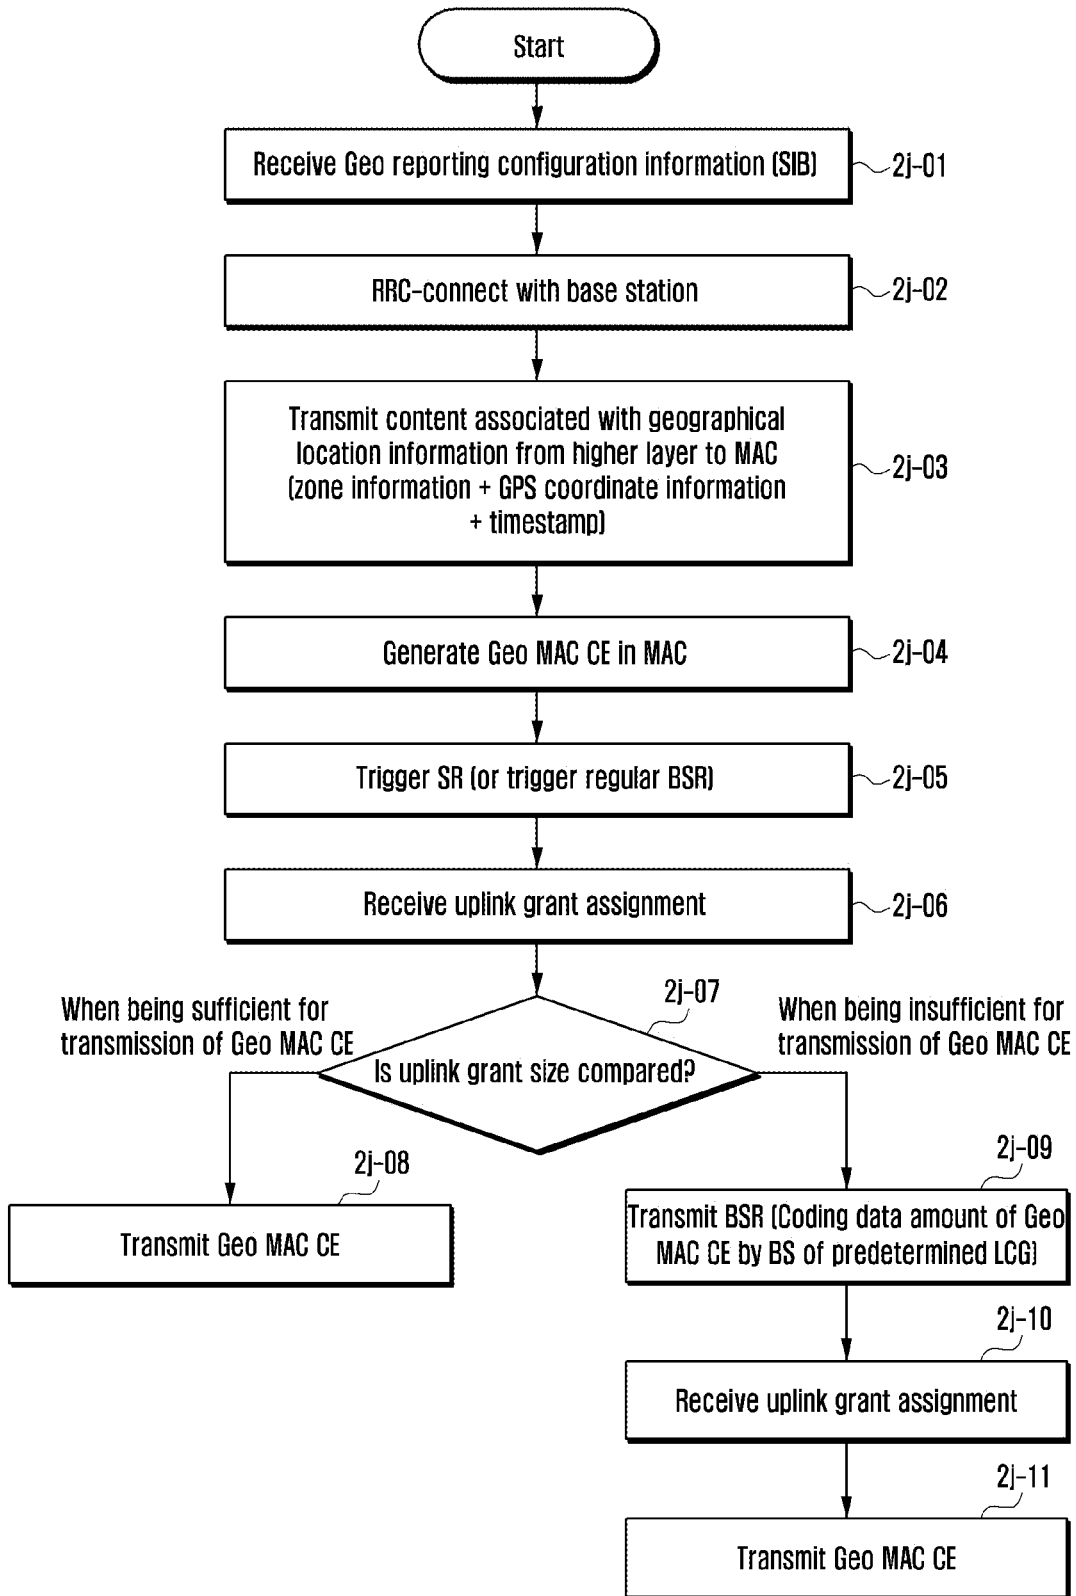 Start
Receive Geo reporting configuration information (SIB)
2j-01
RRC-connect with base station
2j-02
Transmit content associated with geographical
location information from higher layer to MAC
(zone information + GPS coordinate information
+ timestamp)
2j-03
Generate Geo MAC CE in MAC
2j-04
Trigger SR (or trigger regular BSR)
2j-05
Receive uplink grant assignment
2j-06
2j-07
When being sufficient for
transmission of Geo MAC CE
When being insufficient for
transmission of Geo MAC CE
Is uplink grant size compared?
2j-08
Transmit Geo MAC CE
2j-09
Transmit BSR (Coding data amount of Geo
MAC CE by BS of predetermined LCG)
2j-10
Receive uplink grant assignment
2j-11
Transmit Geo MAC CE